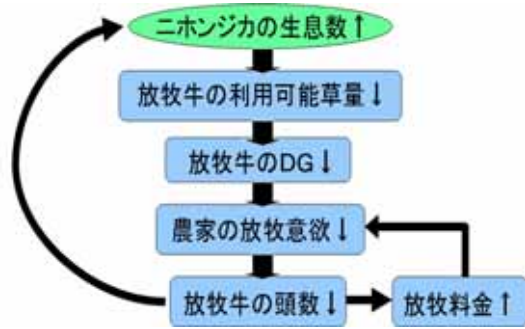 ニホンジカの生息数↑
放牧牛の利用可能草量↓
放牧牛のDG↓
農家の放牧意欲↓
放牧牛の頭数↓
放牧料金↑